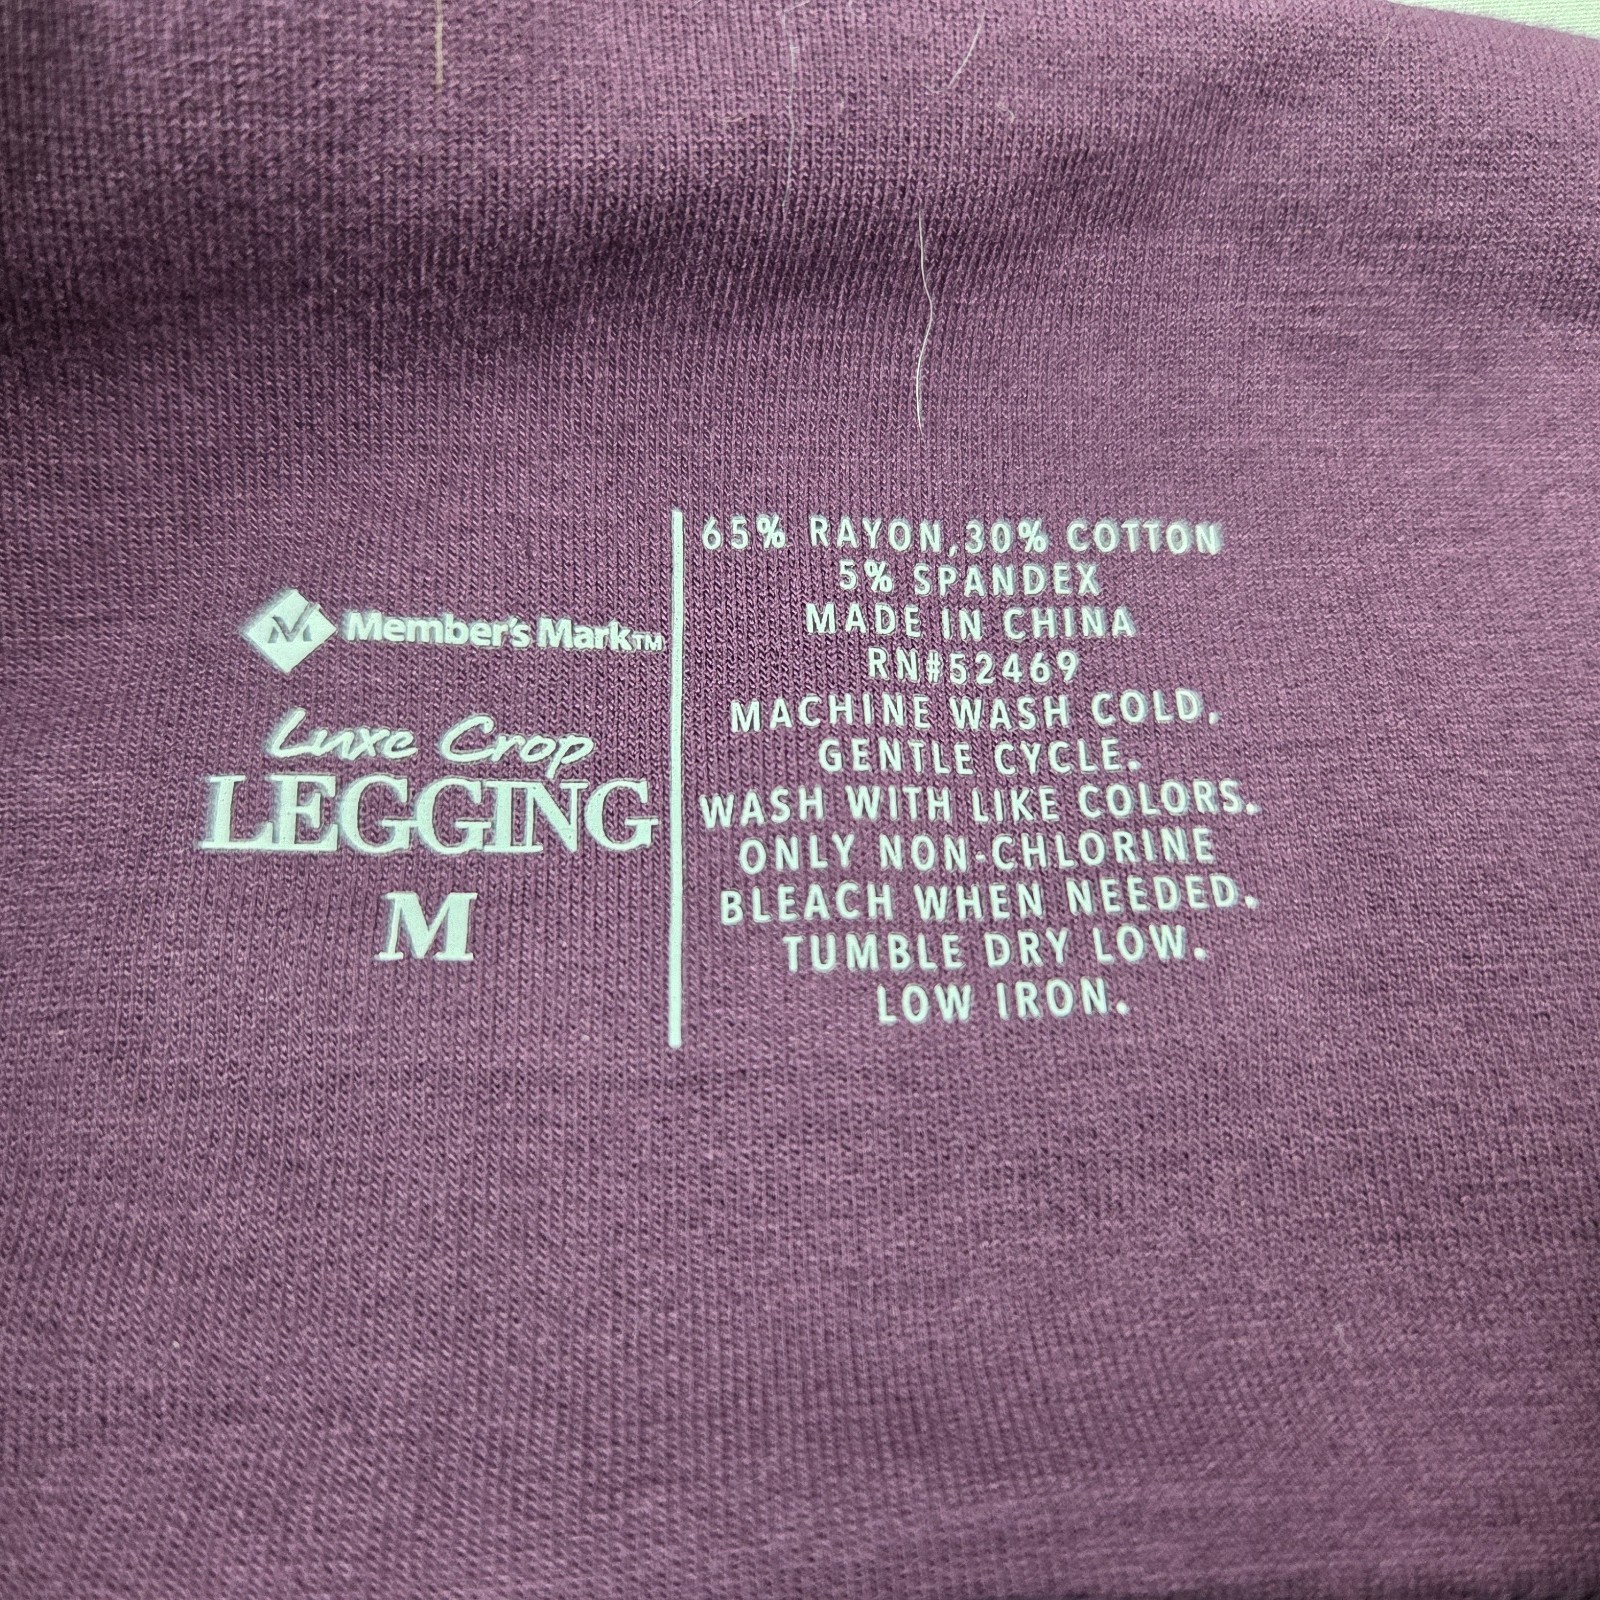 Member's Mark™
Luxe Crop
LEGGING
M
65% RAYON,30% COTTON
5% SPANDEX
MADE IN CHINA
RN#52469
MACHINE WASH COLD,
GENTLE CYCLE.
WASH WITH LIKE COLORS.
ONLY NON-CHLORINE
BLEACH WHEN NEEDED.
TUMBLE DRY LOW.
LOW IRON.